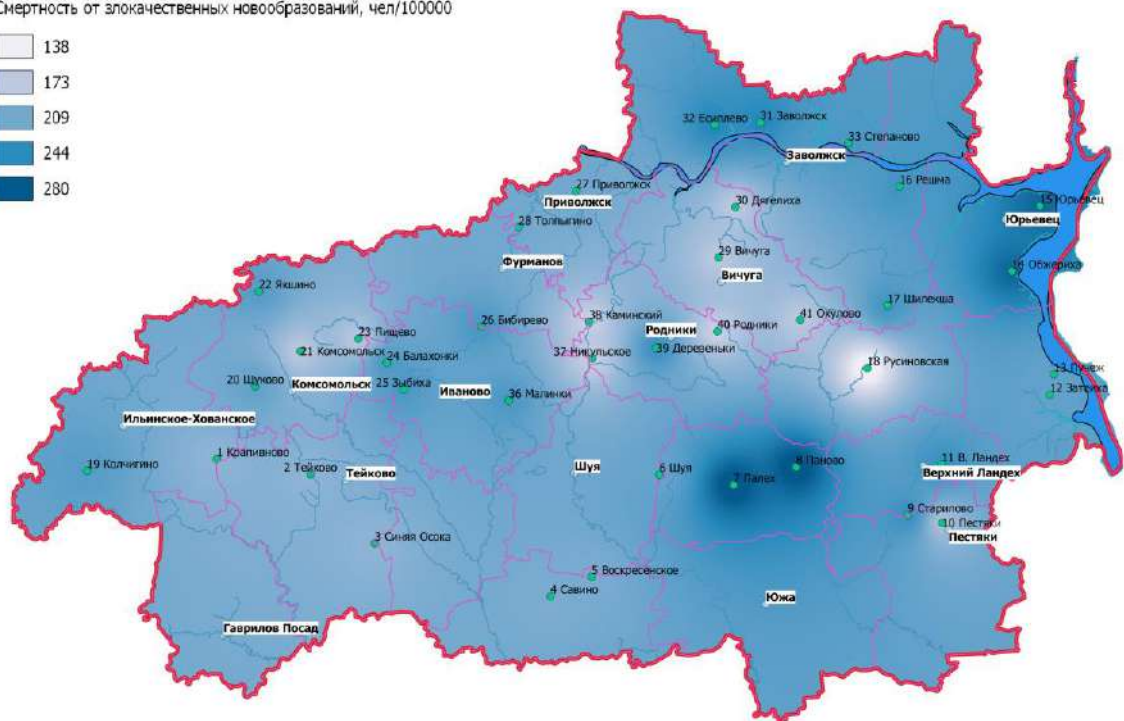 Смертность от злокачественных новообразований, чел/100000
138
173
209
244
280
32 Есиплево
31 Заволжск
33 Степаново
Заволжск
27 Приволжск
Приволжск
16 Решма
30 Дягелиха
15 Юрьевец
Юрьевец
28 Толпыгино
Фурманов
29 Вичуга
Вичуга
14 Обжериха
22 Якшино
17 Шилекша
26 Бибирево
38 Каминский
41 Окулово
Родники
40 Родники
23 Пищево
21 Комсомольск
24 Балахонки
37 Никульское
39 Деревеньки
18 Русиновская
13 Пучеж
20 Щуково
Комсомольск
25 Зыбиха
Иваново
36 Малинки
12 Затеиха
Ильинское-Хованское
1 Крапивново
19 Колчигино
2 Тейково
Тейково
Шуя
6 Шуя
8 Паново
7 Палех
11 В. Ландех
Верхний Ландех
9 Старилово
10 Пестяки
Пестяки
3 Синяя Осока
5 Воскресенское
4 Савино
Южа
Гаврилов Посад